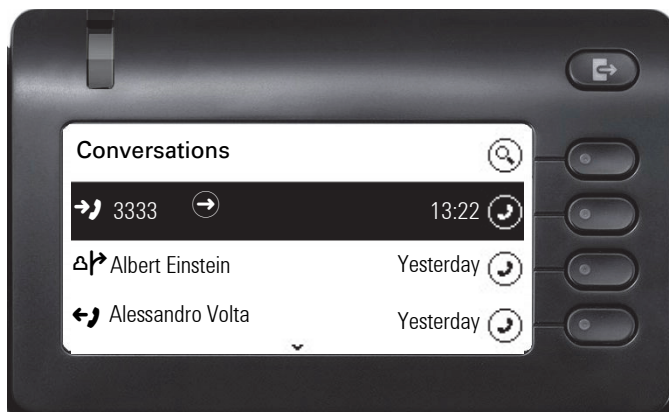 Conversations
3333 13:22
Albert Einstein Yesterday
Alessandro Volta Yesterday